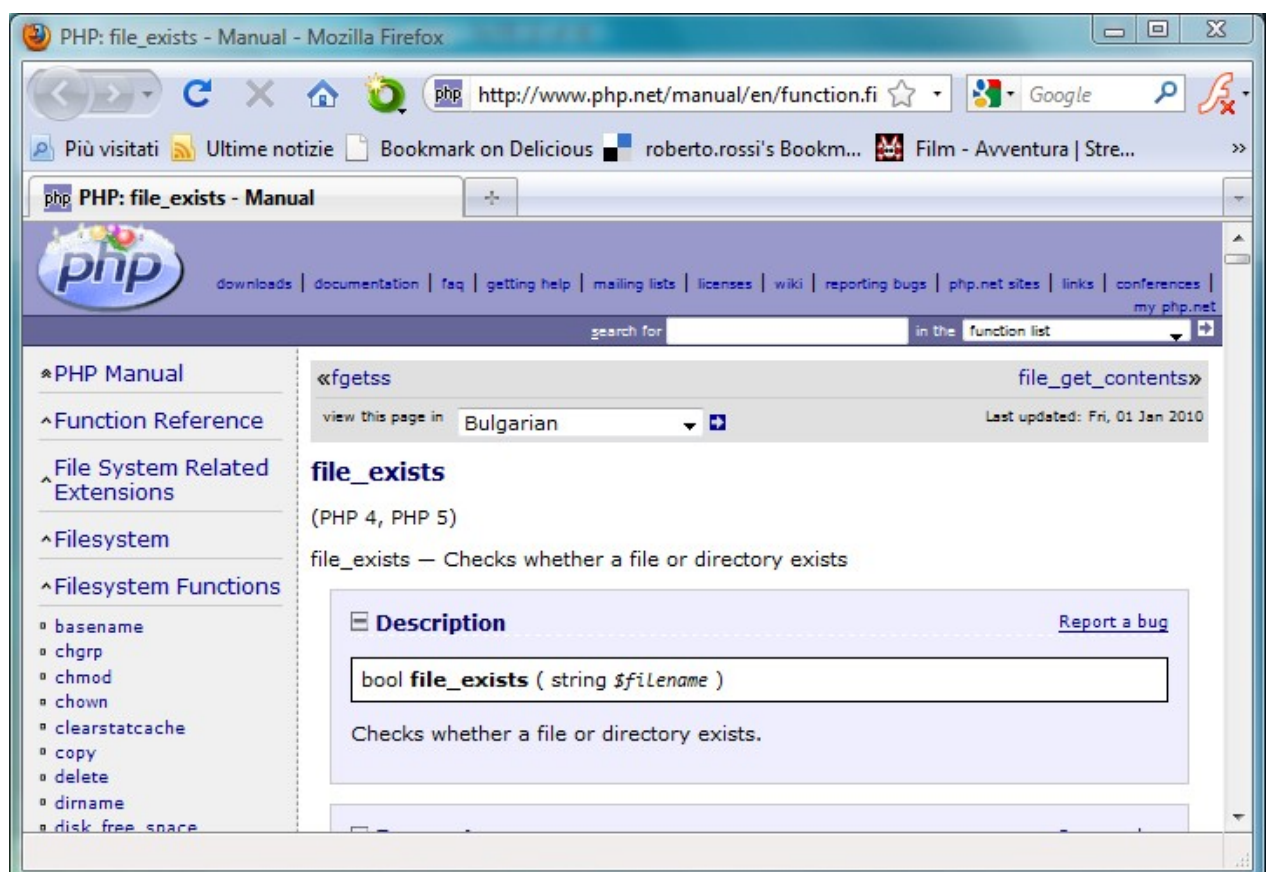 PHP: file_exists - Manual - Mozilla Firefox
php http://www.php.net/manual/en/function.fi Google
Più visitati Ultime notizie Bookmark on Delicious roberto.rossi's Bookm... Film - Avventura | Stre... »
php PHP: file_exists - Manual
php
downloads | documentation | faq | getting help | mailing lists | licenses | wiki | reporting bugs | php.net sites | links | conferences |
my php.net
search for in the function list
PHP Manual
Function Reference
File System Related
Extensions
Filesystem
Filesystem Functions
basename
chgrp
chmod
chown
clearstatcache
copy
delete
dirname
disk_free_space
«fgetss file_get_contents»
view this page in Bulgarian Last updated: Fri, 01 Jan 2010
file_exists
(PHP 4, PHP 5)
file_exists — Checks whether a file or directory exists
Description Report a bug
bool file_exists ( string $filename )
Checks whether a file or directory exists.